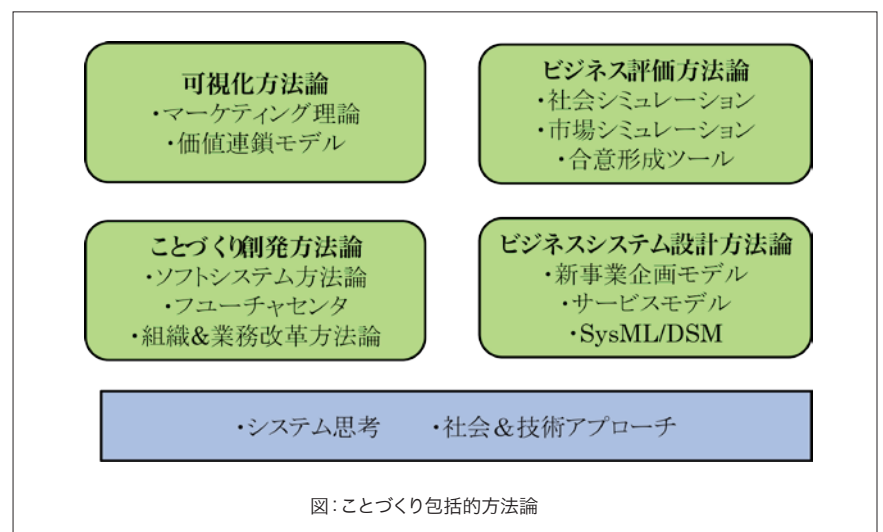 可視化方法論
・マーケティング理論
・価値連鎖モデル
ビジネス評価方法論
・社会シミュレーション
・市場シミュレーション
・合意形成ツール
ことづくり創発方法論
・ソフトシステム方法論
・フューチャセンタ
・組織&業務改革方法論
ビジネスシステム設計方法論
・新事業企画モデル
・サービスモデル
・SysML/DSM
・システム思考 ・社会&技術アプローチ
図:ことづくり包括的方法論